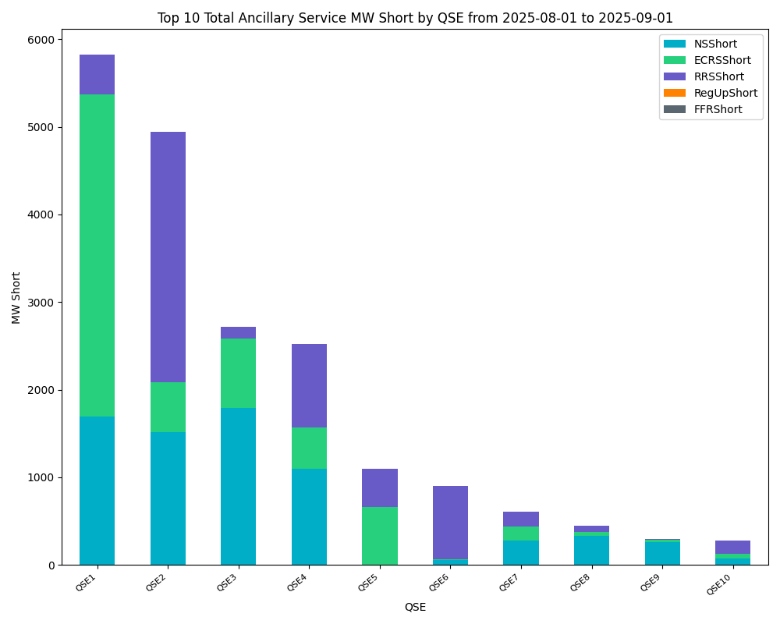 Top 10 Total Ancillary Service MW Short by QSE from 2025-08-01 to 2025-09-01
NSShort
ECRSShort
RRSShort
RegUpShort
FFRShort
MW Short
6000
5000
4000
3000
2000
1000
0
QSE1
QSE2
QSE3
QSE4
QSE5
QSE6
QSE7
QSE8
QSE9
QSE10
QSE